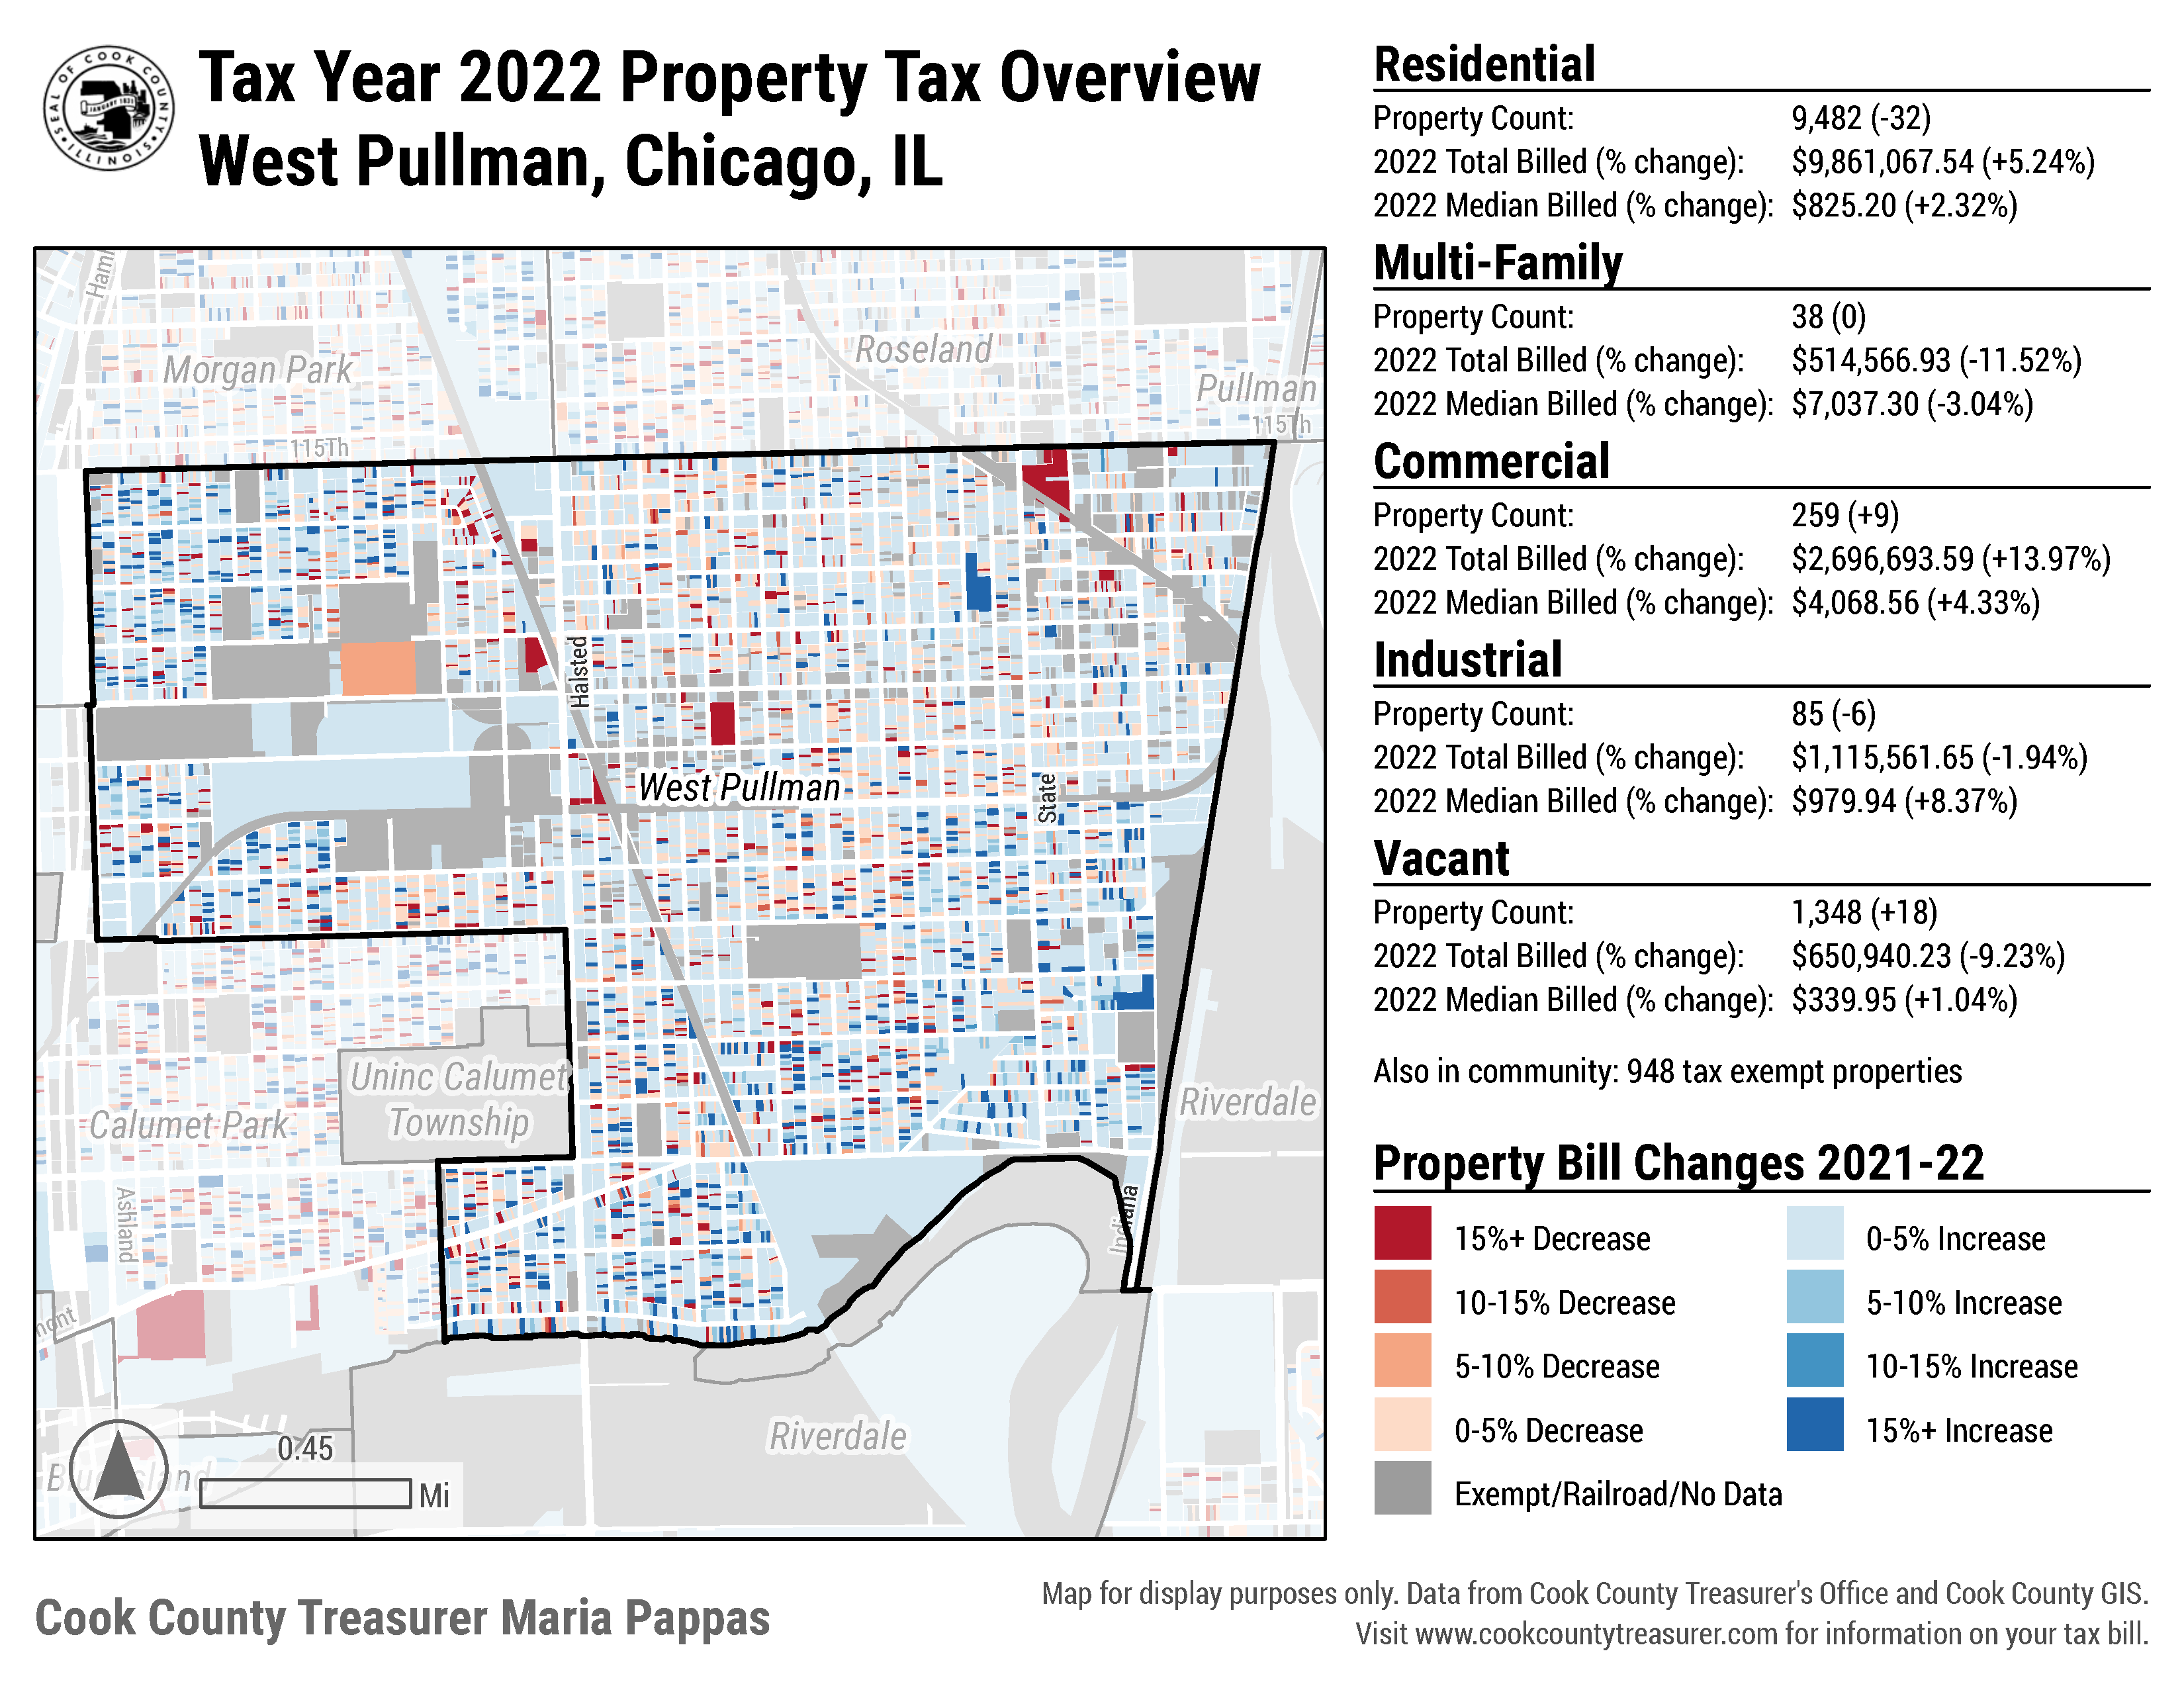 SEAL OF COOK COUNTY ILLINOIS
JANUARY 1831
Tax Year 2022 Property Tax Overview
West Pullman, Chicago, IL
Morgan Park
Roseland
Pullman
115Th
115Th
Halsted
West Pullman
State
Uninc Calumet
Township
Calumet Park
Riverdale
Ashland
Indiana
Riverdale
0.45
Mi
Residential
Property Count: 9,482 (-32)
2022 Total Billed (% change): $9,861,067.54 (+5.24%)
2022 Median Billed (% change): $825.20 (+2.32%)
Multi-Family
Property Count: 38 (0)
2022 Total Billed (% change): $514,566.93 (-11.52%)
2022 Median Billed (% change): $7,037.30 (-3.04%)
Commercial
Property Count: 259 (+9)
2022 Total Billed (% change): $2,696,693.59 (+13.97%)
2022 Median Billed (% change): $4,068.56 (+4.33%)
Industrial
Property Count: 85 (-6)
2022 Total Billed (% change): $1,115,561.65 (-1.94%)
2022 Median Billed (% change): $979.94 (+8.37%)
Vacant
Property Count: 1,348 (+18)
2022 Total Billed (% change): $650,940.23 (-9.23%)
2022 Median Billed (% change): $339.95 (+1.04%)
Also in community: 948 tax exempt properties
Property Bill Changes 2021-22
15%+ Decrease
0-5% Increase
10-15% Decrease
5-10% Increase
5-10% Decrease
10-15% Increase
0-5% Decrease
15%+ Increase
Exempt/Railroad/No Data
Cook County Treasurer Maria Pappas
Map for display purposes only. Data from Cook County Treasurer's Office and Cook County GIS.
Visit www.cookcountytreasurer.com for information on your tax bill.